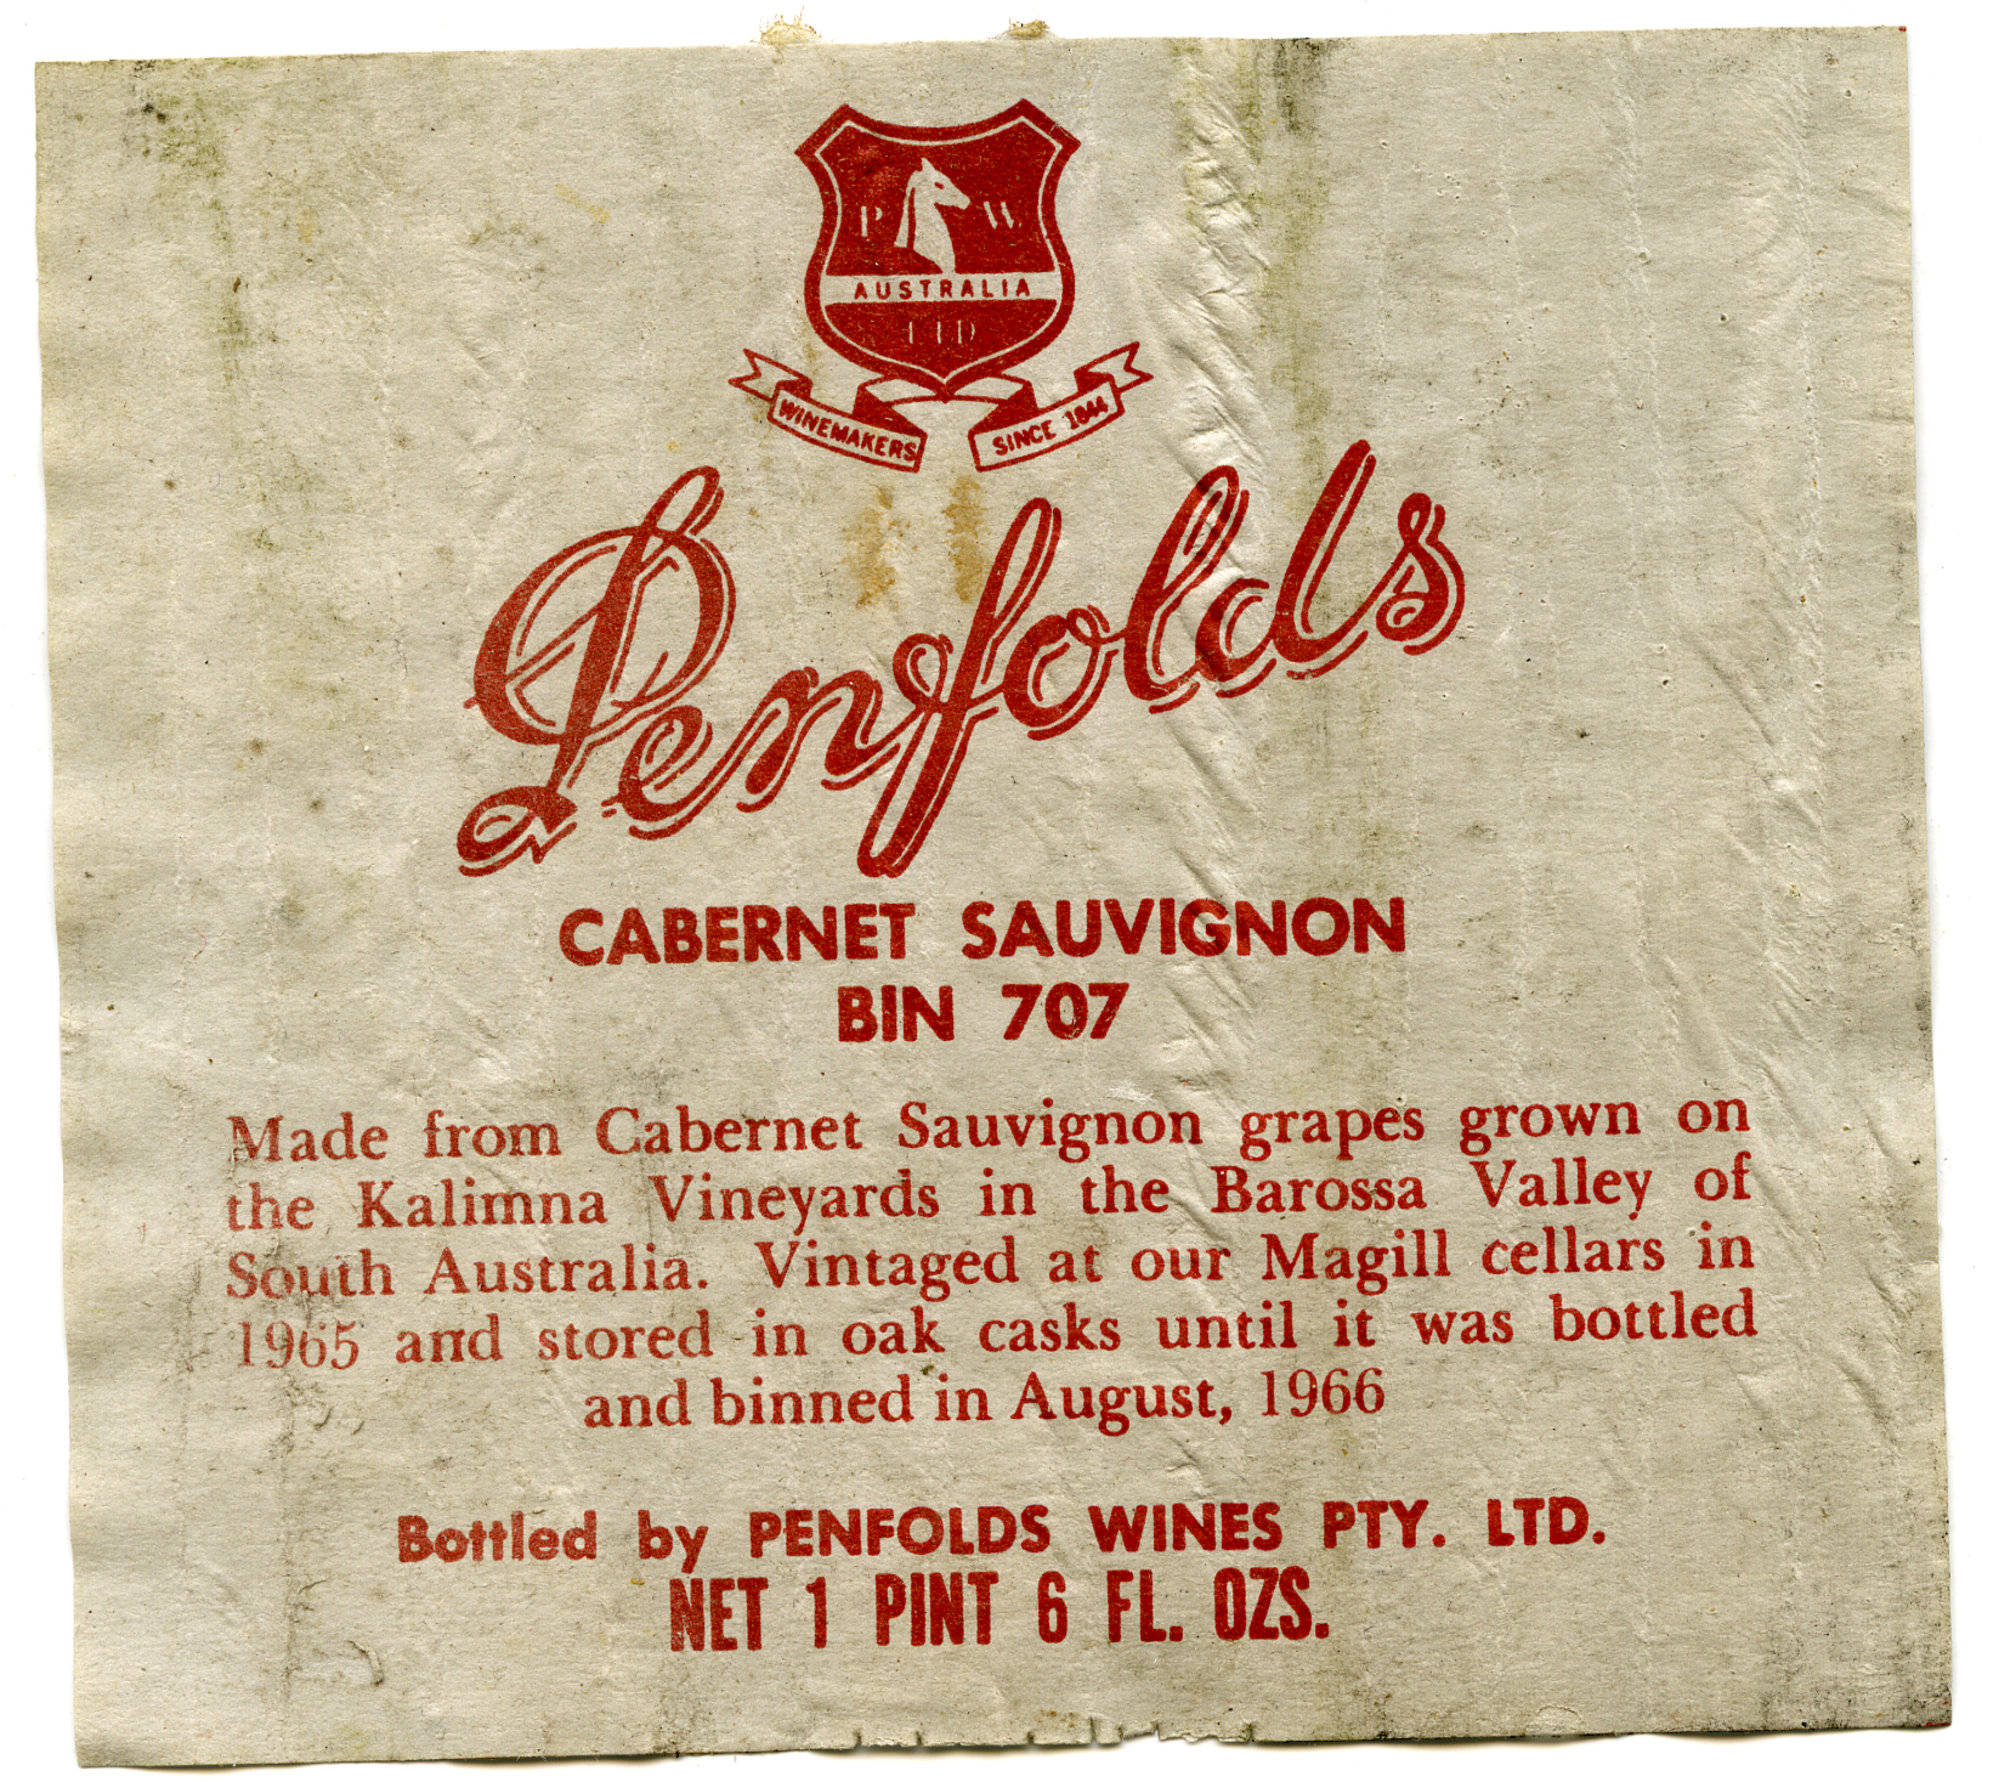 P W
AUSTRALIA
LTD
WINEMAKERS SINCE 1844
Penfolds
CABERNET SAUVIGNON
BIN 707
Made from Cabernet Sauvignon grapes grown on
the Kalimna Vineyards in the Barossa Valley of
South Australia. Vintaged at our Magill cellars in
1965 and stored in oak casks until it was bottled
and binned in August, 1966
Bottled by PENFOLDS WINES PTY. LTD.
NET 1 PINT 6 FL. OZS.